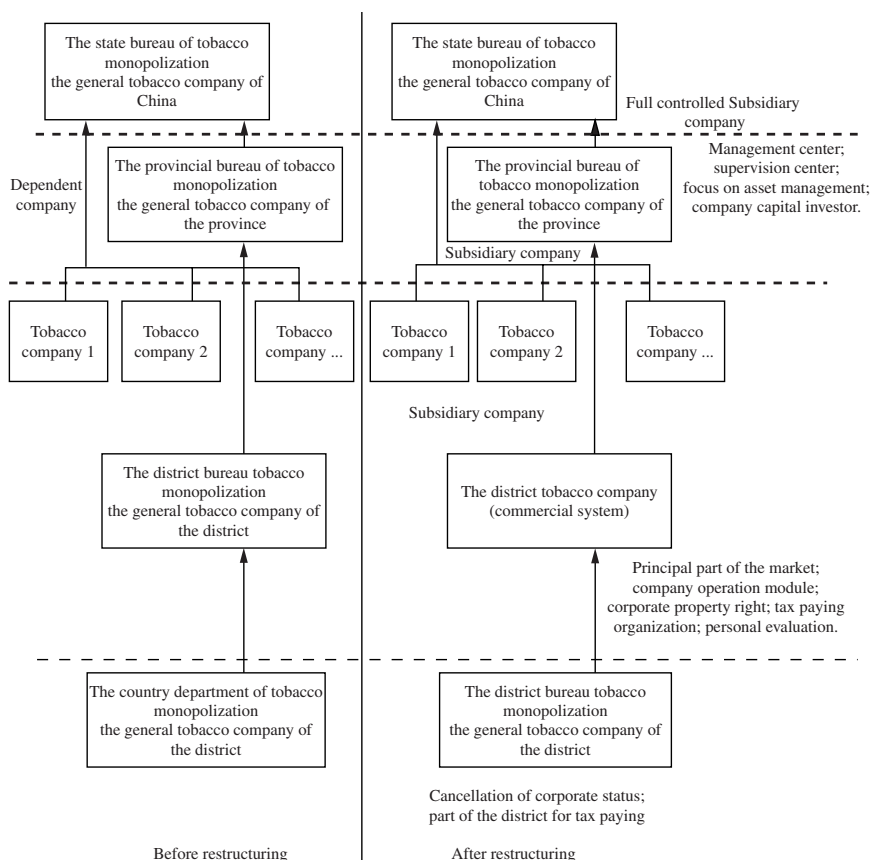 The state bureau of tobacco
monopolization
the general tobacco company of
China
Dependent
company
The provincial bureau of tobacco
monopolization
the general tobacco company of
the province
Tobacco
company 1
Tobacco
company 2
Tobacco
company ...
The district bureau tobacco
monopolization
the general tobacco company of
the district
The country department of tobacco
monopolization
the general tobacco company of
the district
Before restructuring
The state bureau of tobacco
monopolization
the general tobacco company of
China
Full controlled Subsidiary
company
The provincial bureau of
tobacco monopolization
the general tobacco company of
the province
Management center;
supervision center;
focus on asset management;
company capital investor.
Subsidiary company
Tobacco
company 1
Tobacco
company 2
Tobacco
company ...
Subsidiary company
The district tobacco company
(commercial system)
Principal part of the market;
company operation module;
corporate property right; tax paying
organization; personal evaluation.
The district bureau tobacco
monopolization
the general tobacco company of
the district
Cancellation of corporate status;
part of the district for tax paying
After restructuring